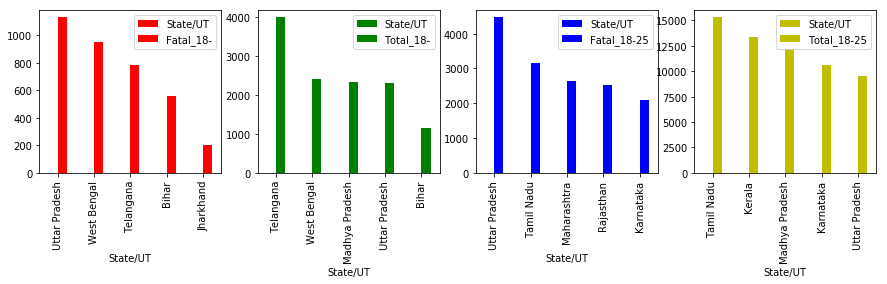 1000
800
600
400
200
0
State/UT
Fatal_18-
Uttar Pradesh
West Bengal
Telangana
Bihar
Jharkhand
State/UT
4000
3000
2000
1000
0
State/UT
Total_18-
Telangana
West Bengal
Madhya Pradesh
Uttar Pradesh
Bihar
State/UT
4000
3000
2000
1000
0
State/UT
Fatal_18-25
Uttar Pradesh
Tamil Nadu
Maharashtra
Rajasthan
Karnataka
State/UT
15000
12500
10000
7500
5000
2500
0
State/UT
Total_18-25
Tamil Nadu
Kerala
Madhya Pradesh
Karnataka
Uttar Pradesh
State/UT